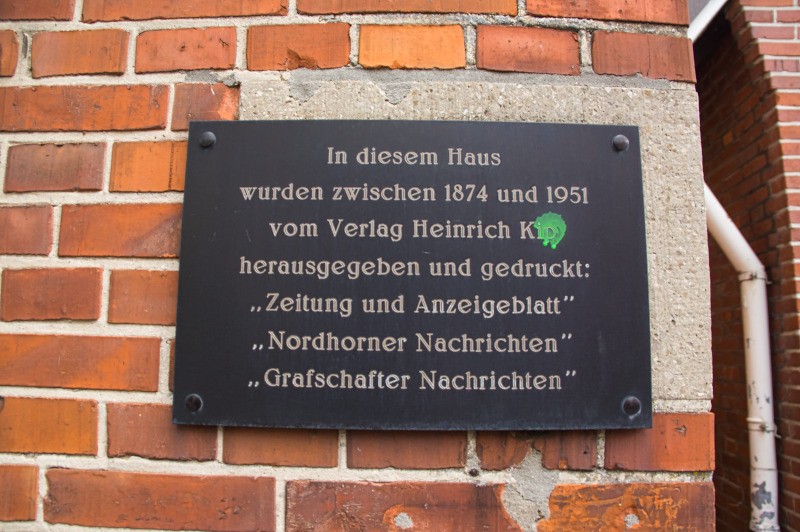 In diesem Haus
wurden zwischen 1874 und 1951
vom Verlag Heinrich Kip
herausgegeben und gedruckt:
„Zeitung und Anzeigeblatt”
„Nordhorner Nachrichten”
„Grafschafter Nachrichten”